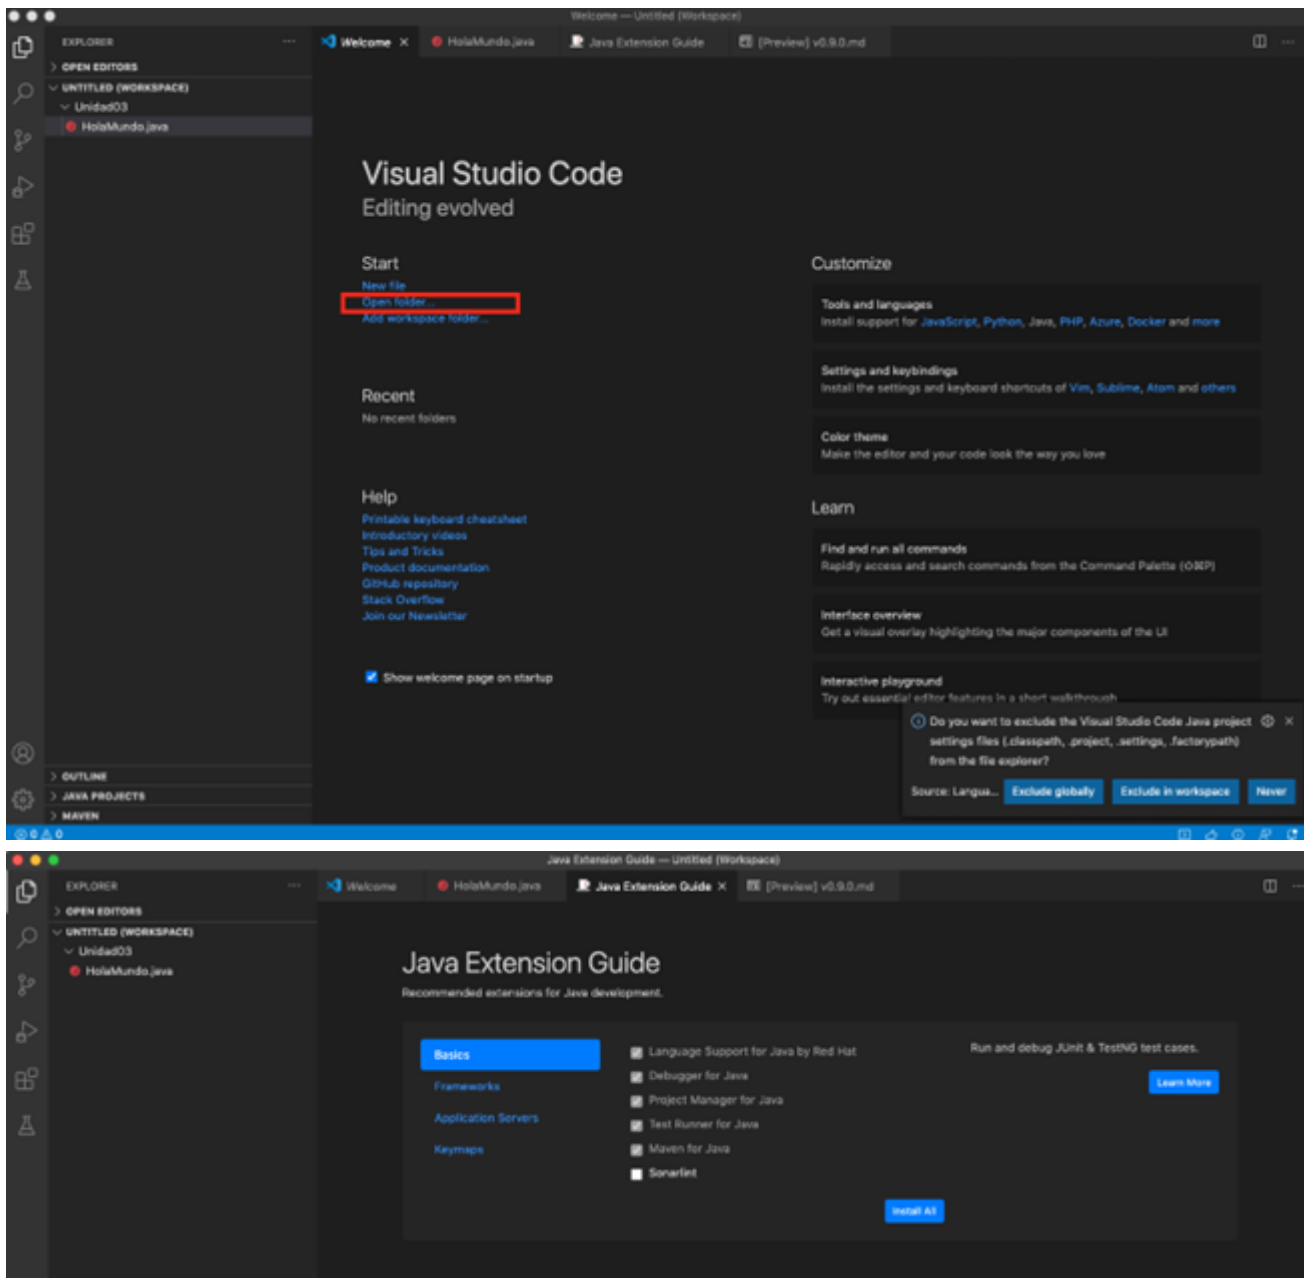 Welcome — Untitled (Workspace)
EXPLORER
Welcome
HolaMundo.java
Java Extension Guide
[Preview] v0.9.0.md
OPEN EDITORS
UNTITLED (WORKSPACE)
Unidad03
HolaMundo.java
Visual Studio Code
Editing evolved
Start
New file
Open folder...
Add workspace folder...
Recent
No recent folders
Help
Printable keyboard cheatsheet
Introductory videos
Tips and Tricks
Product documentation
GitHub repository
Stack Overflow
Join our Newsletter
Show welcome page on startup
Customize
Tools and languages
Install support for JavaScript, Python, Java, PHP, Azure, Docker and more
Settings and keybindings
Install the settings and keyboard shortcuts of Vim, Sublime, Atom and others
Color theme
Make the editor and your code look the way you love
Learn
Find and run all commands
Rapidly access and search commands from the Command Palette (⇧⌘P)
Interface overview
Get a visual overlay highlighting the major components of the UI
Interactive playground
Try out essential editor features in a short walkthrough
Do you want to exclude the Visual Studio Code Java project
settings files (.classpath, .project, .settings, .factorypath)
from the file explorer?
Source: Langua...
Exclude globally
Exclude in workspace
Never
OUTLINE
JAVA PROJECTS
MAVEN
0 0
Java Extension Guide — Untitled (Workspace)
EXPLORER
Welcome
HolaMundo.java
Java Extension Guide
[Preview] v0.9.0.md
OPEN EDITORS
UNTITLED (WORKSPACE)
Unidad03
HolaMundo.java
Java Extension Guide
Recommended extensions for Java development.
Basics
Frameworks
Application Servers
Keymaps
Language Support for Java by Red Hat
Debugger for Java
Project Manager for Java
Test Runner for Java
Maven for Java
Sonarlint
Run and debug JUnit & TestNG test cases.
Learn More
Install All